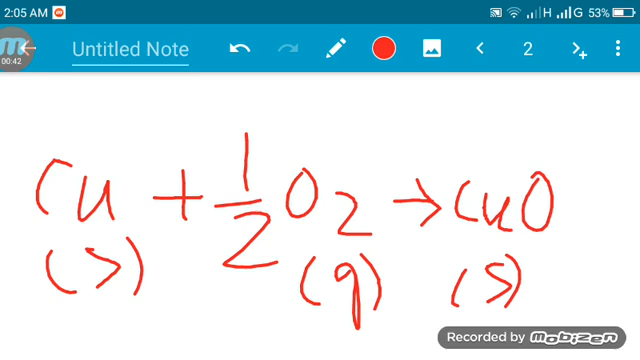 2:05 AM H G 53%
00:42 Untitled Note 2
Cu + 1/2 O2 → CuO
(s) (g) (s)
Recorded by mobizen